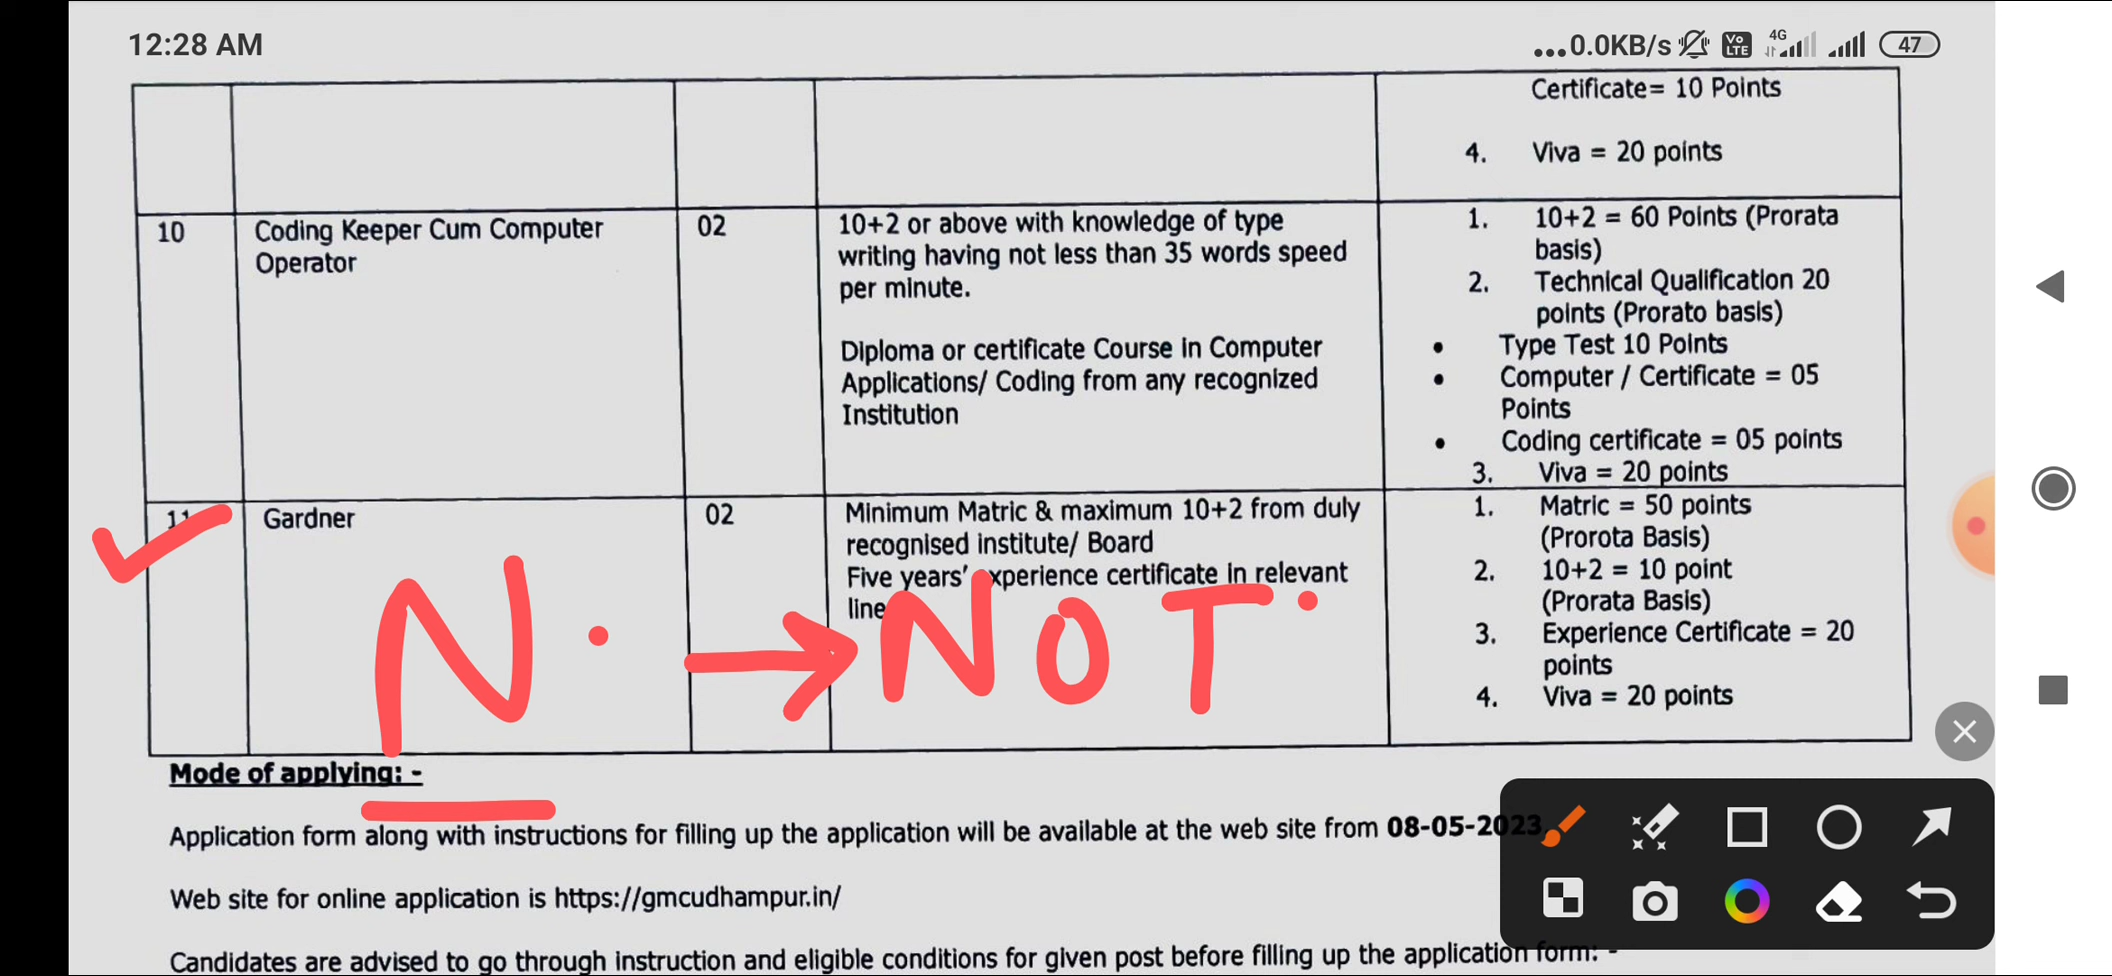 12:28 AM
...0.0KB/s Vo LTE 4G 47
Certificate= 10 Points
4. Viva = 20 points
10 Coding Keeper Cum Computer
Operator
02
10+2 or above with knowledge of type
writing having not less than 35 words speed
per minute.
Diploma or certificate Course in Computer
Applications/ Coding from any recognized
Institution
1. 10+2 = 60 Points (Prorata
basis)
2. Technical Qualification 20
points (Prorato basis)
• Type Test 10 Points
• Computer / Certificate = 05
Points
• Coding certificate = 05 points
3. Viva = 20 points
11 Gardner
02
Minimum Matric & maximum 10+2 from duly
recognised institute/ Board
Five years' experience certificate in relevant
line
1. Matric = 50 points
(Prorota Basis)
2. 10+2 = 10 point
(Prorata Basis)
3. Experience Certificate = 20
points
4. Viva = 20 points
N. → NOT.
Mode of applying: -
Application form along with instructions for filling up the application will be available at the web site from 08-05-2023
Web site for online application is https://gmcudhampur.in/
Candidates are advised to go through instruction and eligible conditions for given post before filling up the application form: -